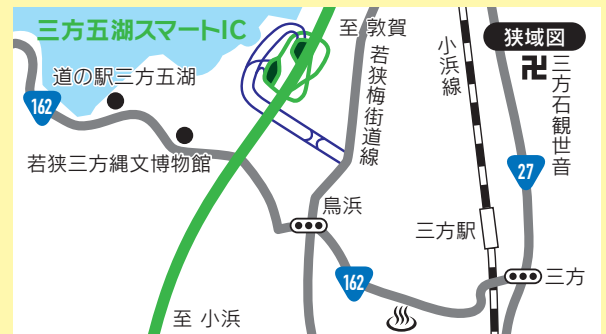 三方五湖スマートIC
至 敦賀
小浜線
狭域図
若狭梅街道線
三方石観世音
道の駅三方五湖
162
若狭三方縄文博物館
27
鳥浜
三方駅
三方
162
至 小浜